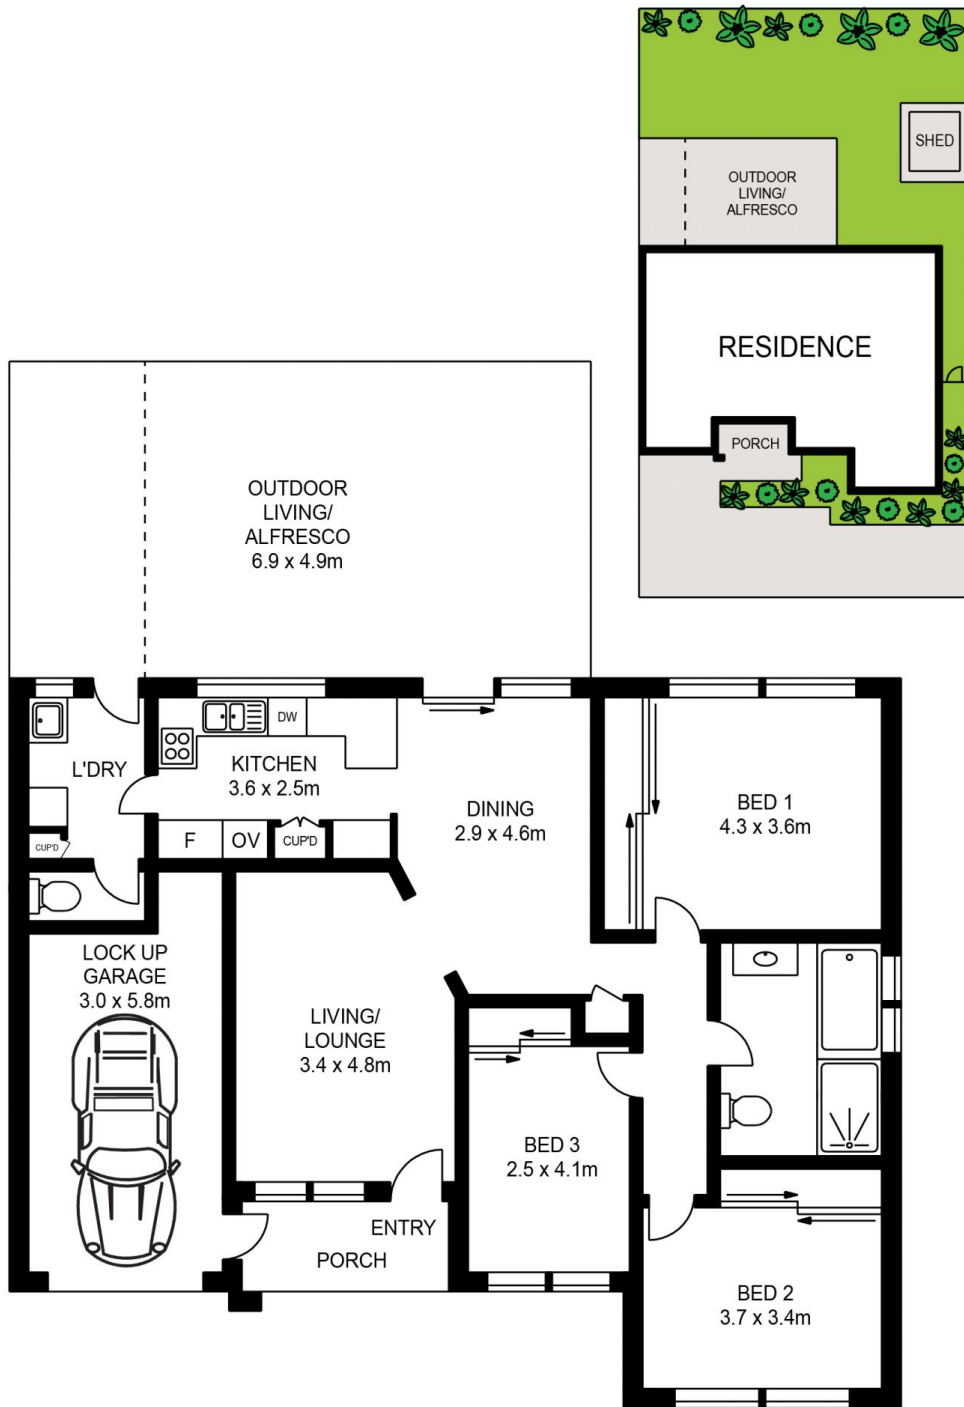 SHED
OUTDOOR
LIVING/
ALFRESCO
RESIDENCE
PORCH
OUTDOOR
LIVING/
ALFRESCO
6.9 x 4.9m
L'DRY
CUP'D
KITCHEN
3.6 x 2.5m
DW
F
OV
CUP'D
DINING
2.9 x 4.6m
BED 1
4.3 x 3.6m
LOCK UP
GARAGE
3.0 x 5.8m
LIVING/
LOUNGE
3.4 x 4.8m
BED 3
2.5 x 4.1m
ENTRY
PORCH
BED 2
3.7 x 3.4m